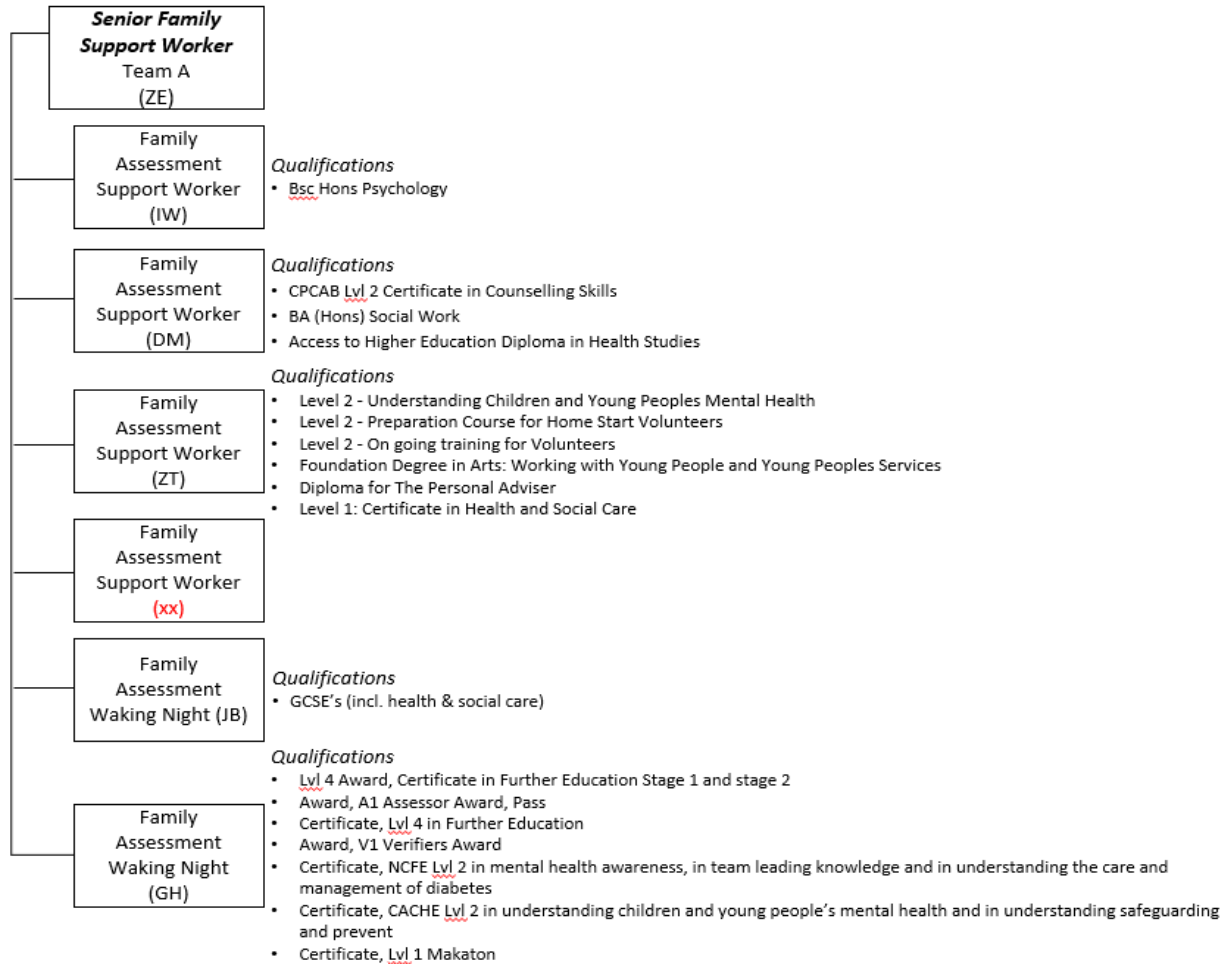 Senior Family
Support Worker
Team A
(ZE)
Family
Assessment
Support Worker
(IW)
Qualifications
• Bsc Hons Psychology
Family
Assessment
Support Worker
(DM)
Qualifications
• CPCAB Lvl 2 Certificate in Counselling Skills
• BA (Hons) Social Work
• Access to Higher Education Diploma in Health Studies
Family
Assessment
Support Worker
(ZT)
Qualifications
• Level 2 - Understanding Children and Young Peoples Mental Health
• Level 2 - Preparation Course for Home Start Volunteers
• Level 2 - On going training for Volunteers
• Foundation Degree in Arts: Working with Young People and Young Peoples Services
• Diploma for The Personal Adviser
• Level 1: Certificate in Health and Social Care
Family
Assessment
Support Worker
(xx)
Family
Assessment
Waking Night (JB)
Qualifications
• GCSE’s (incl. health & social care)
Family
Assessment
Waking Night
(GH)
Qualifications
• Lvl 4 Award, Certificate in Further Education Stage 1 and stage 2
• Award, A1 Assessor Award, Pass
• Certificate, Lvl 4 in Further Education
• Award, V1 Verifiers Award
• Certificate, NCFE Lvl 2 in mental health awareness, in team leading knowledge and in understanding the care and
management of diabetes
• Certificate, CACHE Lvl 2 in understanding children and young people’s mental health and in understanding safeguarding
and prevent
• Certificate, Lvl 1 Makaton